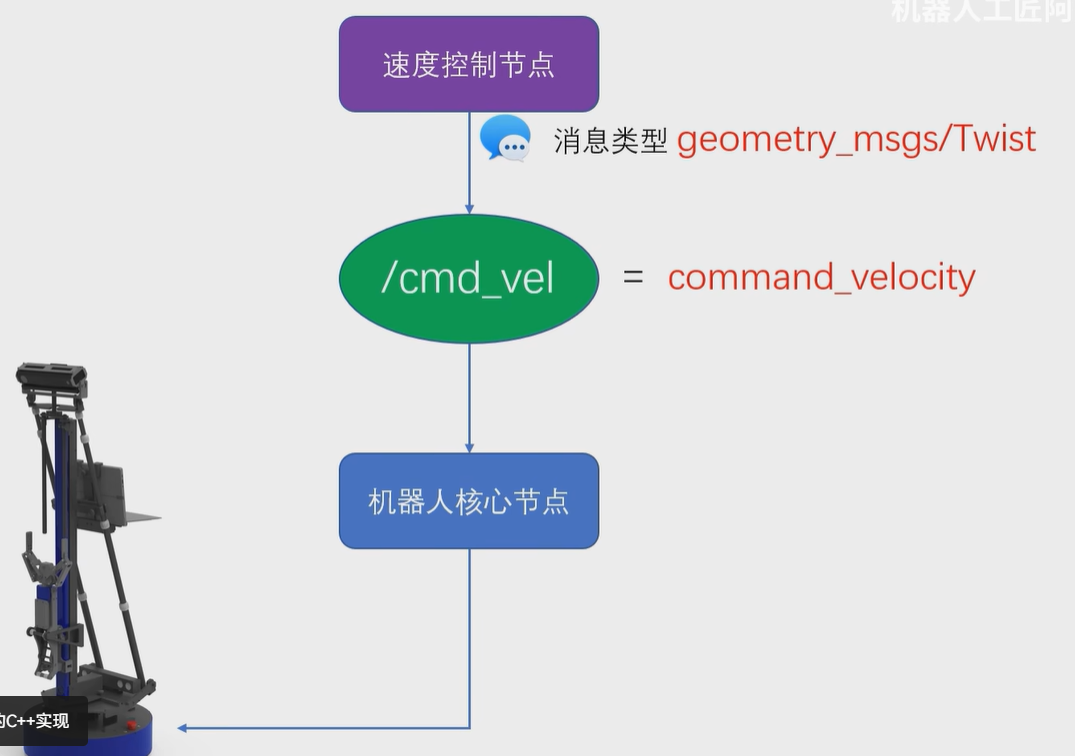 机器人工匠阿
速度控制节点
消息类型 geometry_msgs/Twist
/cmd_vel = command_velocity
机器人核心节点
的C++实现